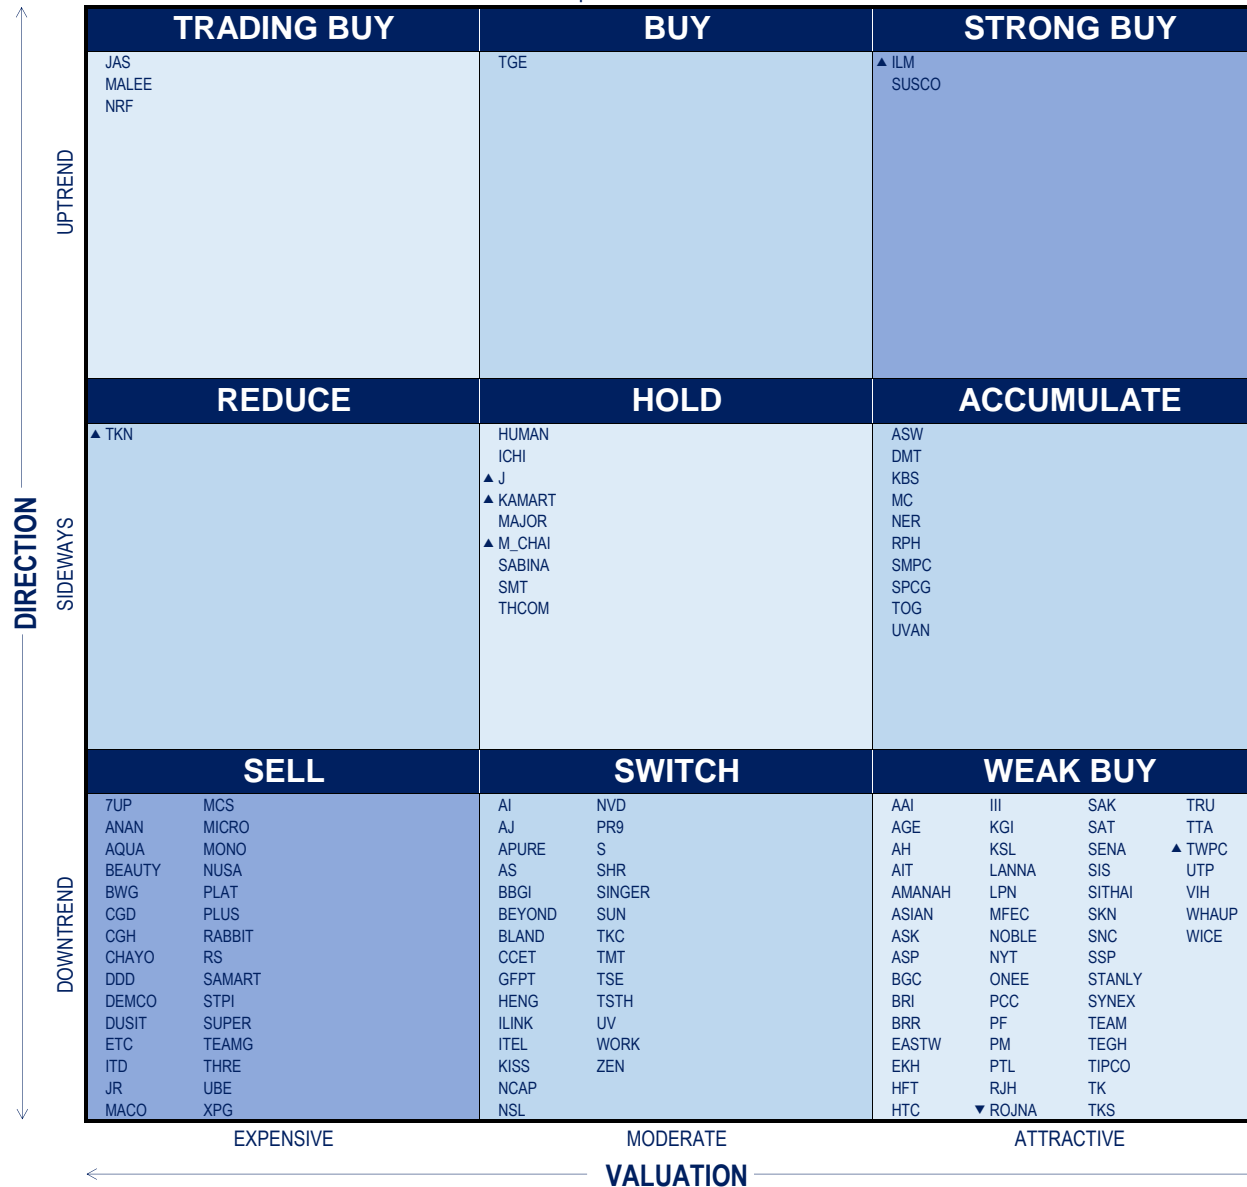 TRADING BUY BUY STRONG BUY
JAS TGE ▲ ILM
MALEE SUSCO
NRF
UPTREND
REDUCE HOLD ACCUMULATE
▲ TKN HUMAN ASW
ICHI DMT
▲ J KBS
▲ KAMART MC
MAJOR NER
▲ M_CHAI RPH
SABINA SMPC
SMT SPCG
THCOM TOG
UVAN
DIRECTION
SIDEWAYS
SELL SWITCH WEAK BUY
7UP MCS AI NVD AAI III SAK TRU
ANAN MICRO AJ PR9 AGE KGI SAT TTA
AQUA MONO APURE S AH KSL SENA ▲ TWPC
BEAUTY NUSA AS SHR AIT LANNA SIS UTP
BWG PLAT BBGI SINGER AMANAH LPN SITHAI VIH
CGD PLUS BEYOND SUN ASIAN MFEC SKN WHAUP
CGH RABBIT BLAND TKC ASK NOBLE SNC WICE
CHAYO RS CCET TMT ASP NYT SSP
DDD SAMART GFPT TSE BGC ONEE STANLY
DEMCO STPI HENG TSTH BRI PCC SYNEX
DUSIT SUPER ILINK UV BRR PF TEAM
ETC TEAMG ITEL WORK EASTW PM TEGH
ITD THRE KISS ZEN EKH PTL TIPCO
JR UBE NCAP HFT RJH TK
MACO XPG NSL HTC ▼ ROJNA TKS
DOWNTREND
EXPENSIVE MODERATE ATTRACTIVE
VALUATION